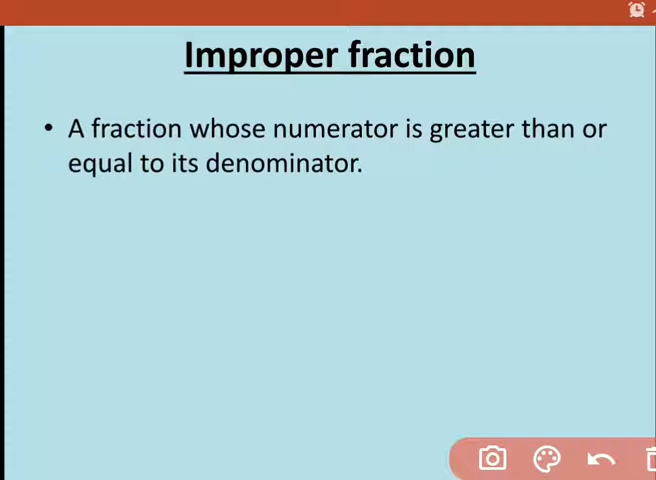 Improper fraction
• A fraction whose numerator is greater than or
equal to its denominator.